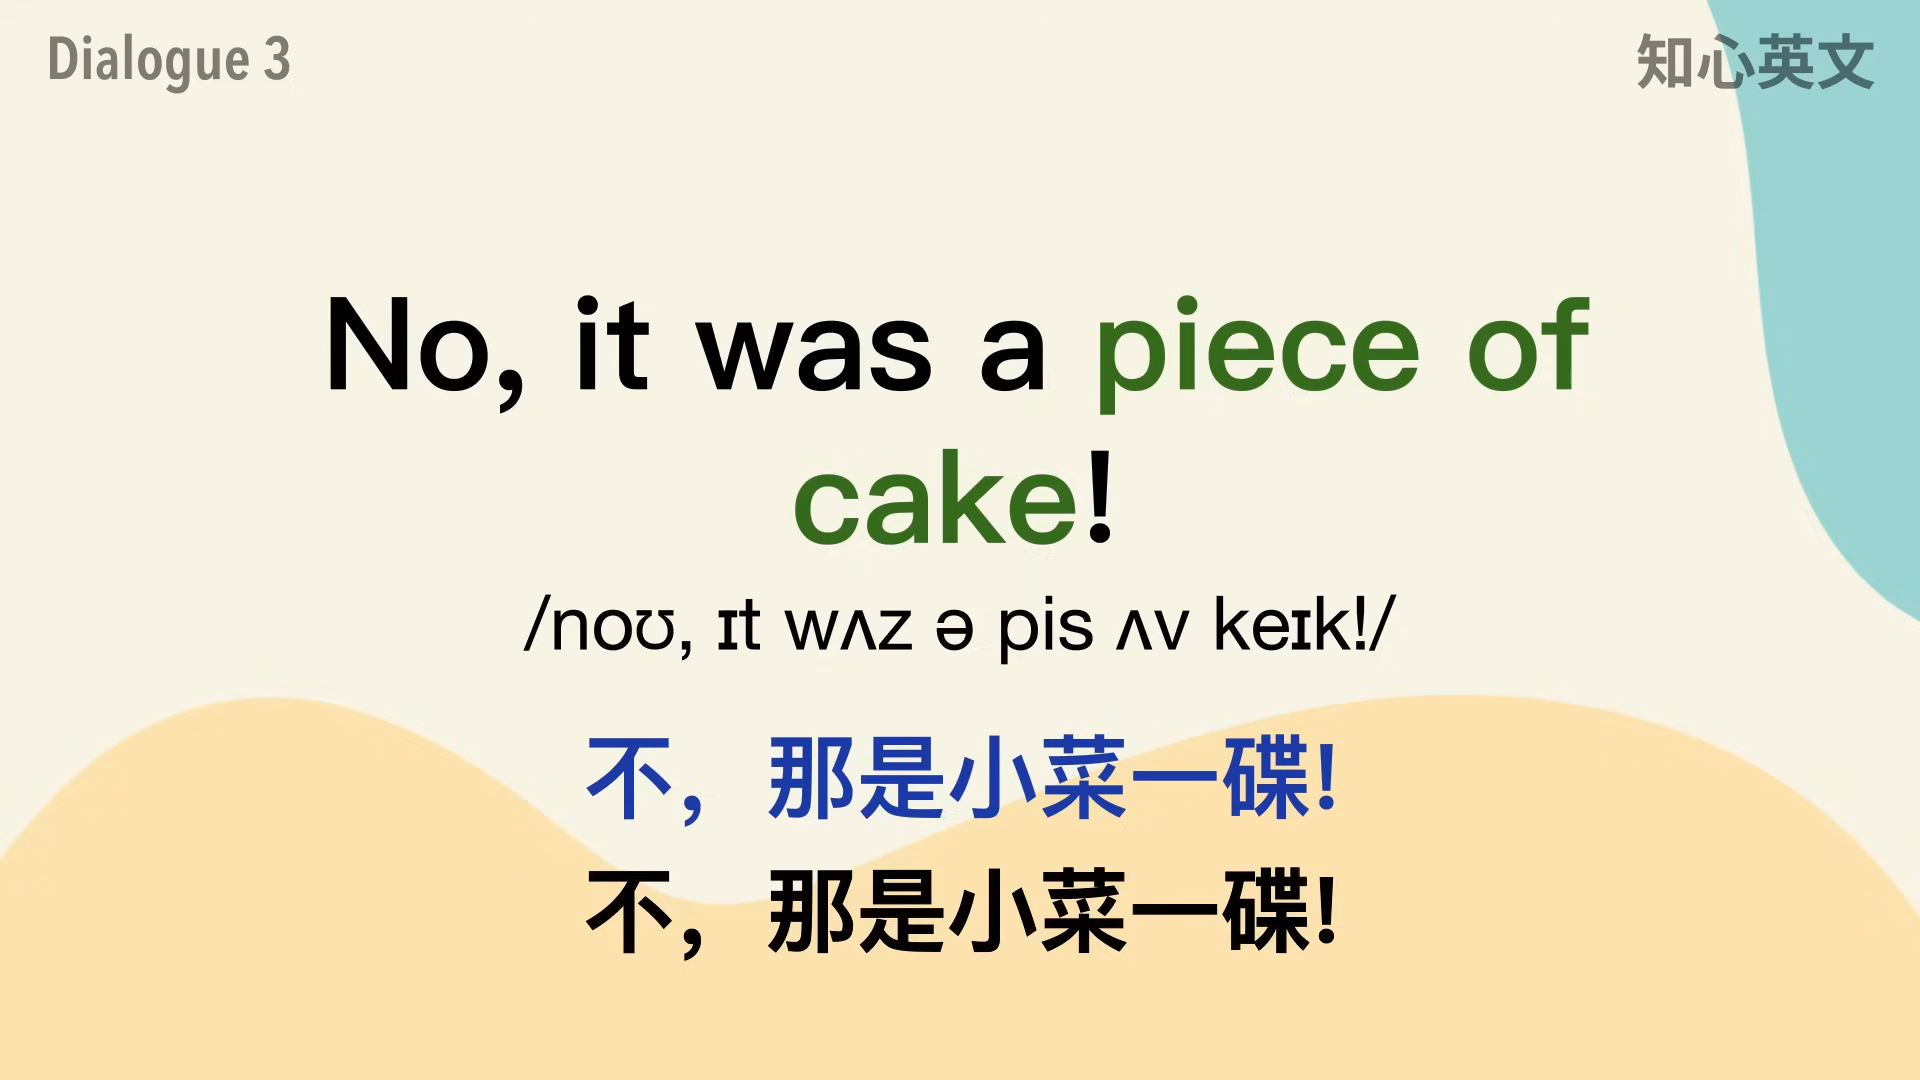 Dialogue 3
知心英文
No, it was a piece of
cake!
/noʊ, ɪt wʌz ə pis ʌv keɪk!/
不，那是小菜一碟!
不，那是小菜一碟!